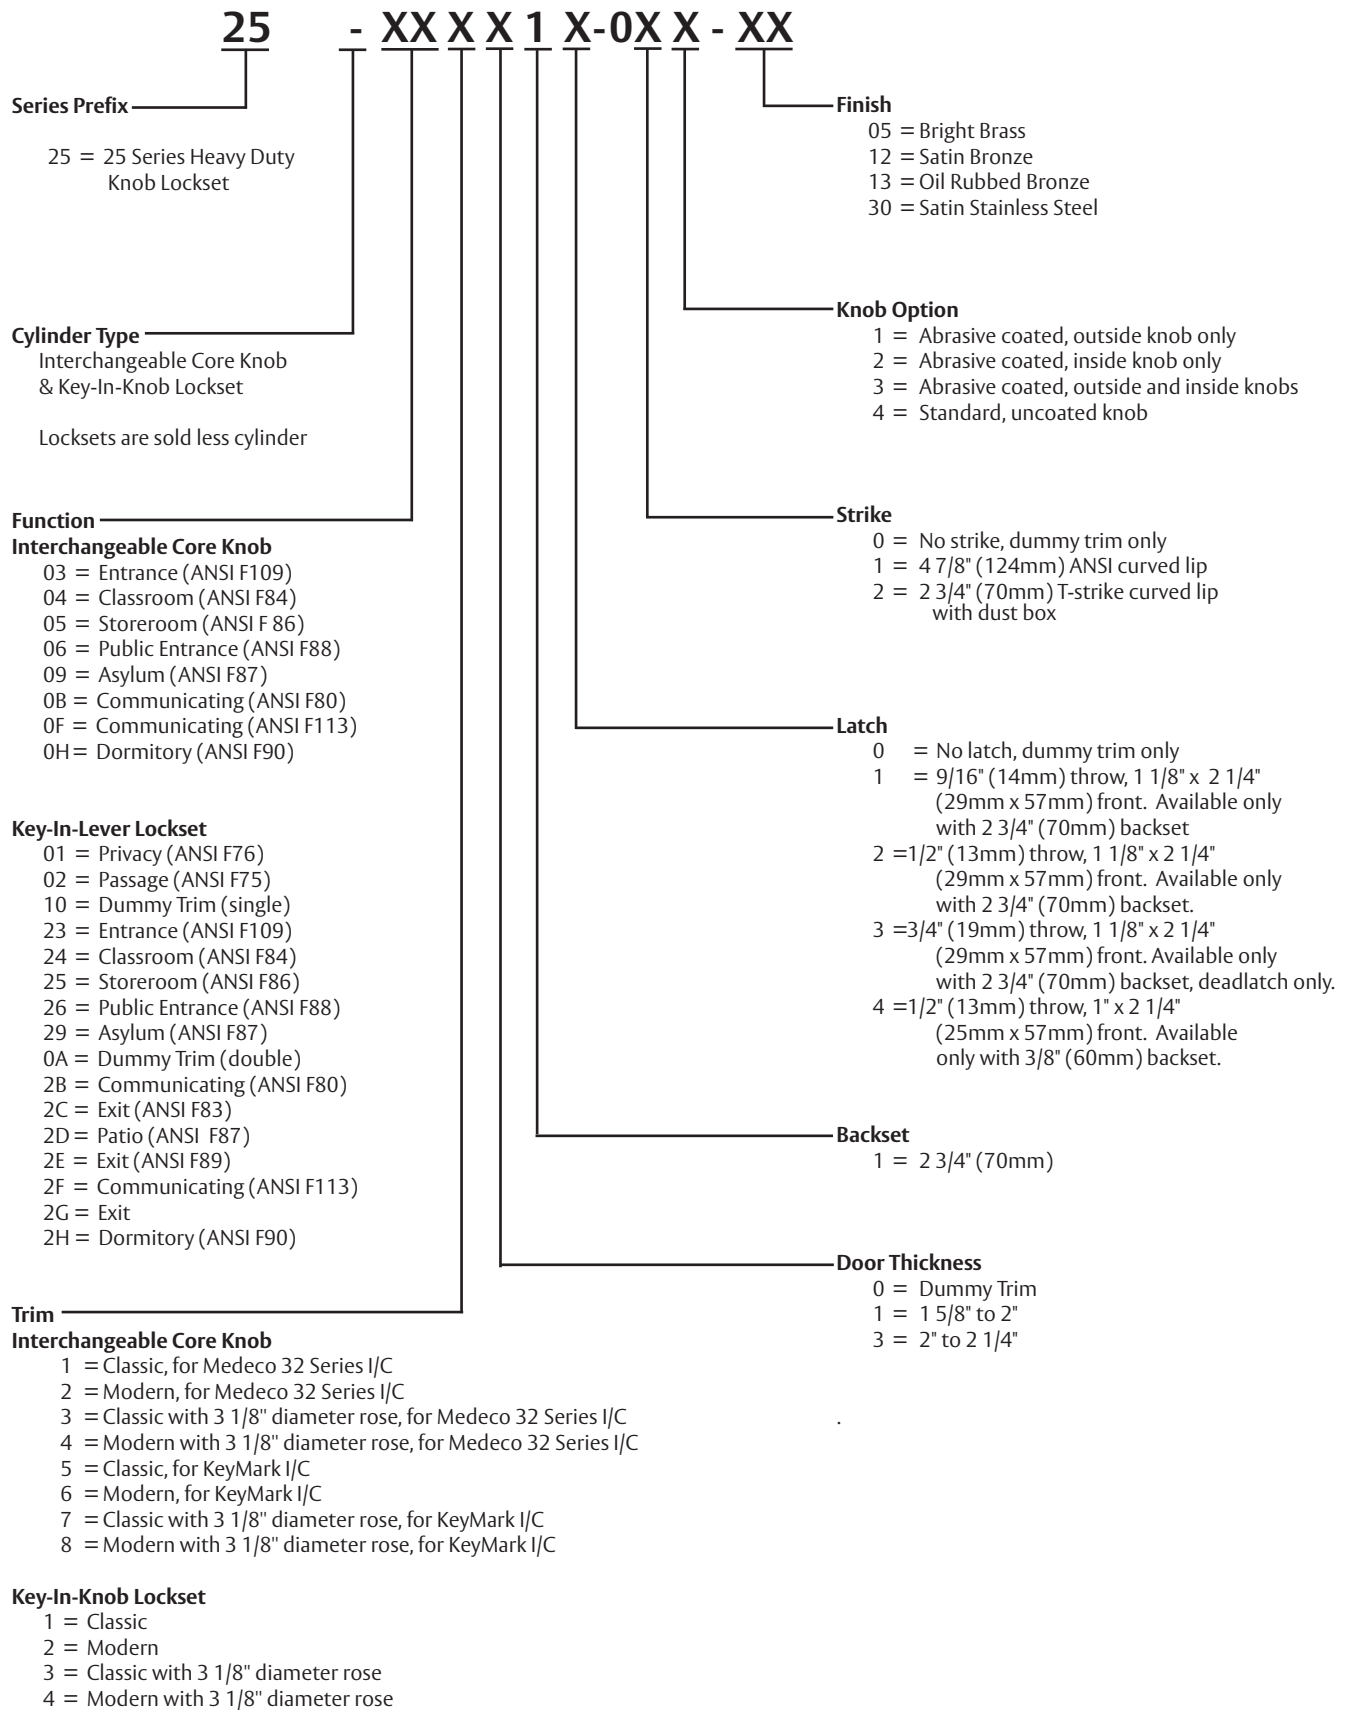 25 - XX X X 1 X-0X X - XX
Series Prefix
25 = 25 Series Heavy Duty
Knob Lockset
Cylinder Type
Interchangeable Core Knob
& Key-In-Knob Lockset
Locksets are sold less cylinder
Function
Interchangeable Core Knob
03 = Entrance (ANSI F109)
04 = Classroom (ANSI F84)
05 = Storeroom (ANSI F 86)
06 = Public Entrance (ANSI F88)
09 = Asylum (ANSI F87)
0B = Communicating (ANSI F80)
0F = Communicating (ANSI F113)
0H = Dormitory (ANSI F90)
Key-In-Lever Lockset
01 = Privacy (ANSI F76)
02 = Passage (ANSI F75)
10 = Dummy Trim (single)
23 = Entrance (ANSI F109)
24 = Classroom (ANSI F84)
25 = Storeroom (ANSI F86)
26 = Public Entrance (ANSI F88)
29 = Asylum (ANSI F87)
0A = Dummy Trim (double)
2B = Communicating (ANSI F80)
2C = Exit (ANSI F83)
2D = Patio (ANSI F87)
2E = Exit (ANSI F89)
2F = Communicating (ANSI F113)
2G = Exit
2H = Dormitory (ANSI F90)
Trim
Interchangeable Core Knob
1 = Classic, for Medeco 32 Series I/C
2 = Modern, for Medeco 32 Series I/C
3 = Classic with 3 1/8" diameter rose, for Medeco 32 Series I/C
4 = Modern with 3 1/8" diameter rose, for Medeco 32 Series I/C
5 = Classic, for KeyMark I/C
6 = Modern, for KeyMark I/C
7 = Classic with 3 1/8" diameter rose, for KeyMark I/C
8 = Modern with 3 1/8" diameter rose, for KeyMark I/C
Key-In-Knob Lockset
1 = Classic
2 = Modern
3 = Classic with 3 1/8" diameter rose
4 = Modern with 3 1/8" diameter rose
Finish
05 = Bright Brass
12 = Satin Bronze
13 = Oil Rubbed Bronze
30 = Satin Stainless Steel
Knob Option
1 = Abrasive coated, outside knob only
2 = Abrasive coated, inside knob only
3 = Abrasive coated, outside and inside knobs
4 = Standard, uncoated knob
Strike
0 = No strike, dummy trim only
1 = 4 7/8" (124mm) ANSI curved lip
2 = 2 3/4" (70mm) T-strike curved lip
with dust box
Latch
0 = No latch, dummy trim only
1 = 9/16" (14mm) throw, 1 1/8" x 2 1/4"
(29mm x 57mm) front. Available only
with 2 3/4" (70mm) backset
2 =1/2" (13mm) throw, 1 1/8" x 2 1/4"
(29mm x 57mm) front. Available only
with 2 3/4" (70mm) backset.
3 =3/4" (19mm) throw, 1 1/8" x 2 1/4"
(29mm x 57mm) front. Available only
with 2 3/4" (70mm) backset, deadlatch only.
4 =1/2" (13mm) throw, 1" x 2 1/4"
(25mm x 57mm) front. Available
only with 3/8" (60mm) backset.
Backset
1 = 2 3/4" (70mm)
Door Thickness
0 = Dummy Trim
1 = 1 5/8" to 2"
3 = 2" to 2 1/4"
.